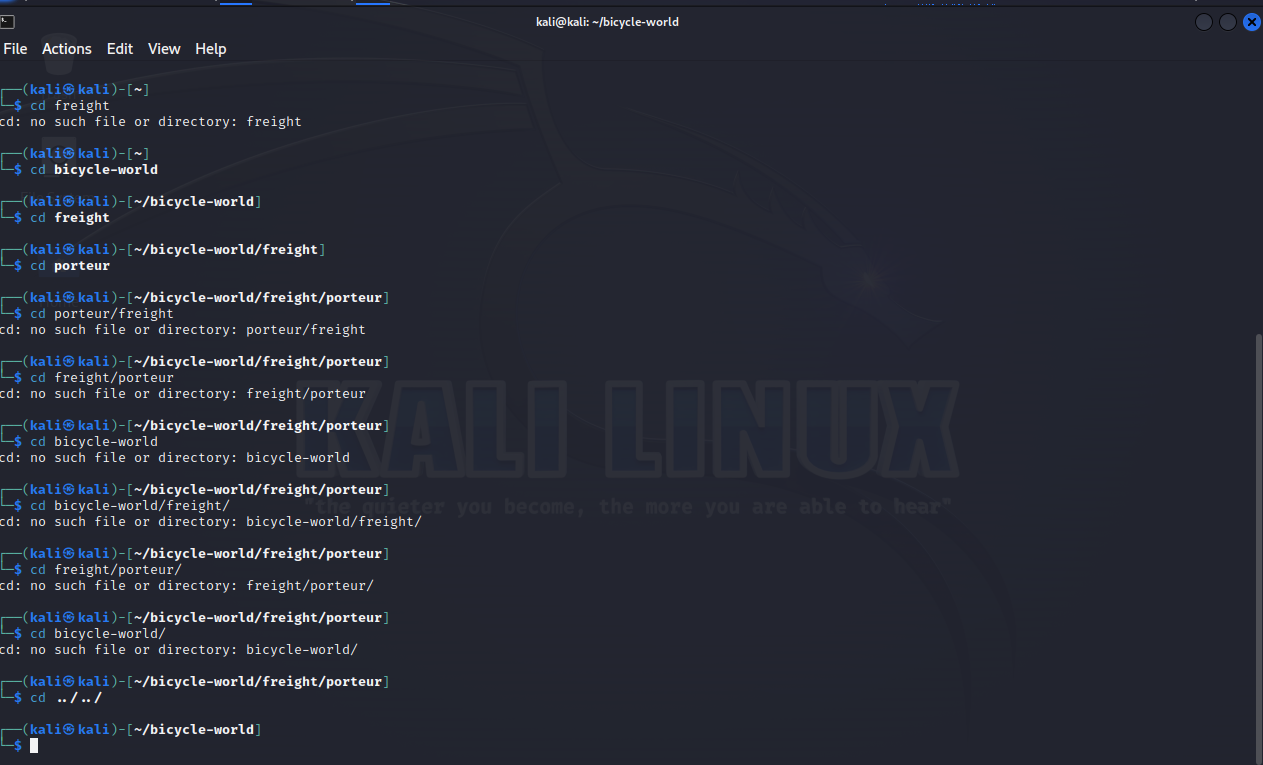 kali@kali: ~/bicycle-world
File Actions Edit View Help
┌──(kali㉿kali)-[~]
└─$ cd freight
cd: no such file or directory: freight
┌──(kali㉿kali)-[~]
└─$ cd bicycle-world
┌──(kali㉿kali)-[~/bicycle-world]
└─$ cd freight
┌──(kali㉿kali)-[~/bicycle-world/freight]
└─$ cd porteur
┌──(kali㉿kali)-[~/bicycle-world/freight/porteur]
└─$ cd porteur/freight
cd: no such file or directory: porteur/freight
┌──(kali㉿kali)-[~/bicycle-world/freight/porteur]
└─$ cd freight/porteur
cd: no such file or directory: freight/porteur
┌──(kali㉿kali)-[~/bicycle-world/freight/porteur]
└─$ cd bicycle-world
cd: no such file or directory: bicycle-world
┌──(kali㉿kali)-[~/bicycle-world/freight/porteur]
└─$ cd bicycle-world/freight/
cd: no such file or directory: bicycle-world/freight/
┌──(kali㉿kali)-[~/bicycle-world/freight/porteur]
└─$ cd freight/porteur/
cd: no such file or directory: freight/porteur/
┌──(kali㉿kali)-[~/bicycle-world/freight/porteur]
└─$ cd bicycle-world/
cd: no such file or directory: bicycle-world/
┌──(kali㉿kali)-[~/bicycle-world/freight/porteur]
└─$ cd ../../
┌──(kali㉿kali)-[~/bicycle-world]
└─$
KALI LINUX
"the quieter you become, the more you are able to hear"